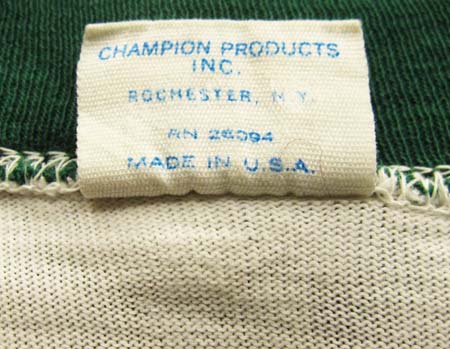 CHAMPION PRODUCTS
INC.
ROCHESTER, N.Y.
RN 26094
MADE IN U.S.A.